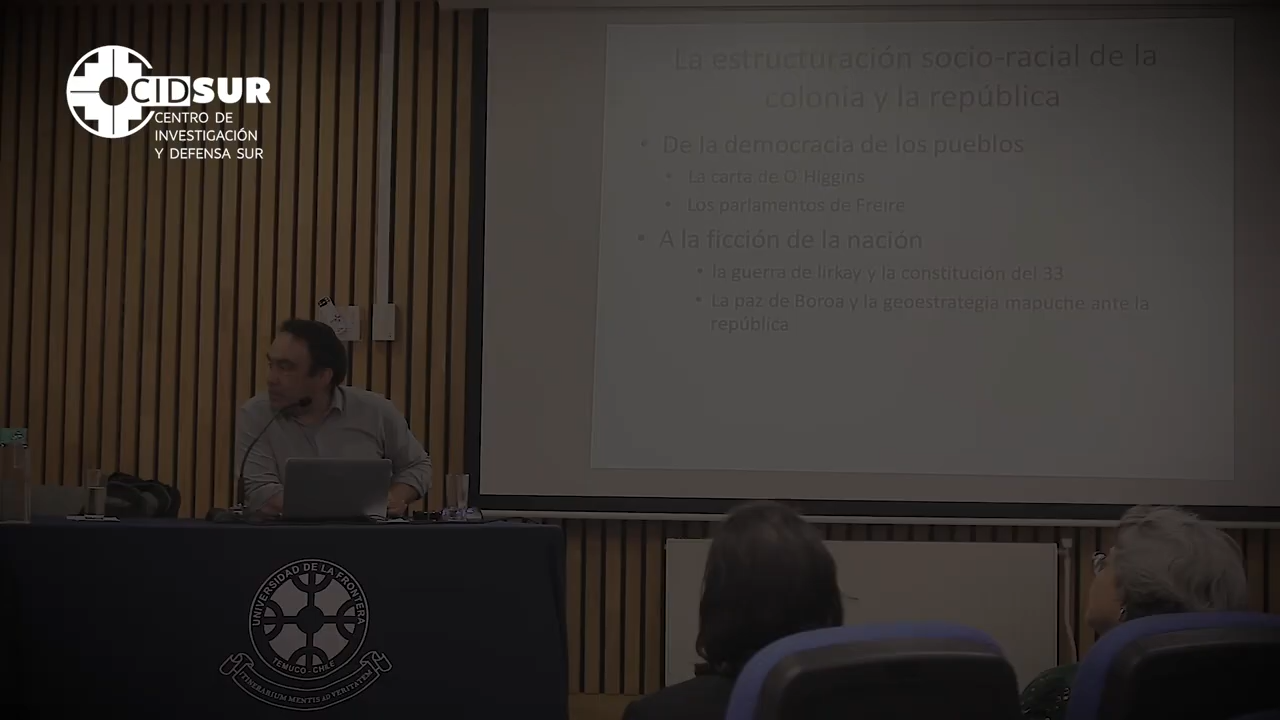 CIDSUR
CENTRO DE
INVESTIGACIÓN
Y DEFENSA SUR
La estructuración socio-racial de la
colonia y la república
• De la democracia de los pueblos
• La carta de O'Higgins
• Los parlamentos de Freire
• A la ficción de la nación
• la guerra de lirkay y la constitución del 33
• La paz de Boroa y la geoestrategia mapuche ante la
república
UNIVERSIDAD DE LA FRONTERA
TEMUCO - CHILE
ITINERARIUM MENTIS AD VERITATEM